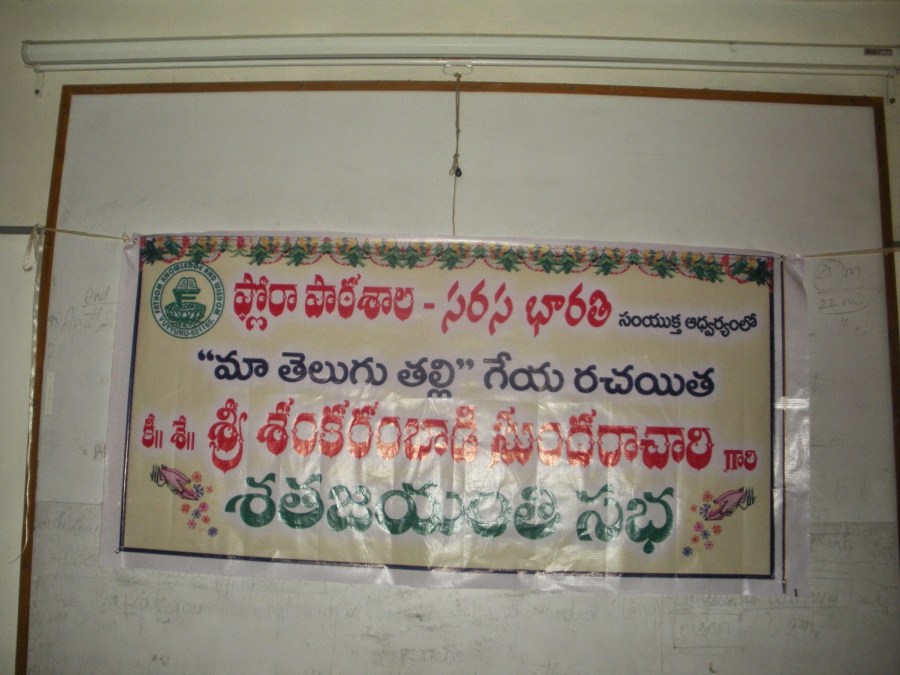 ఫ్లోరా పాఠశాల - సరస భారతి సంయుక్త ఆధ్వర్యంలో
"మా తెలుగు తల్లి" గేయ రచయిత
కీ॥ శే॥ శ్రీ శంకరంబాడి సుందరాచారి గారి
శతజయంతి సభ